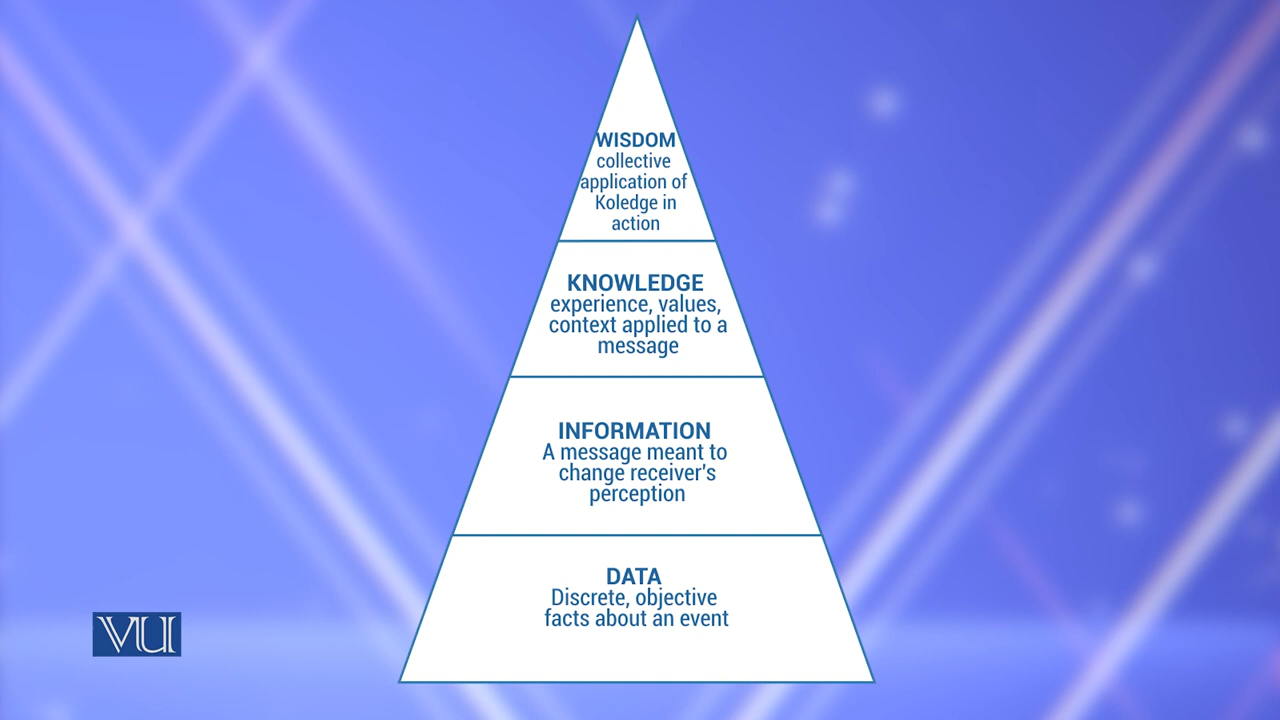 WISDOM
collective
application of
Koledge in
action
KNOWLEDGE
experience, values,
context applied to a
message
INFORMATION
A message meant to
change receiver's
perception
DATA
Discrete, objective
facts about an event
VU